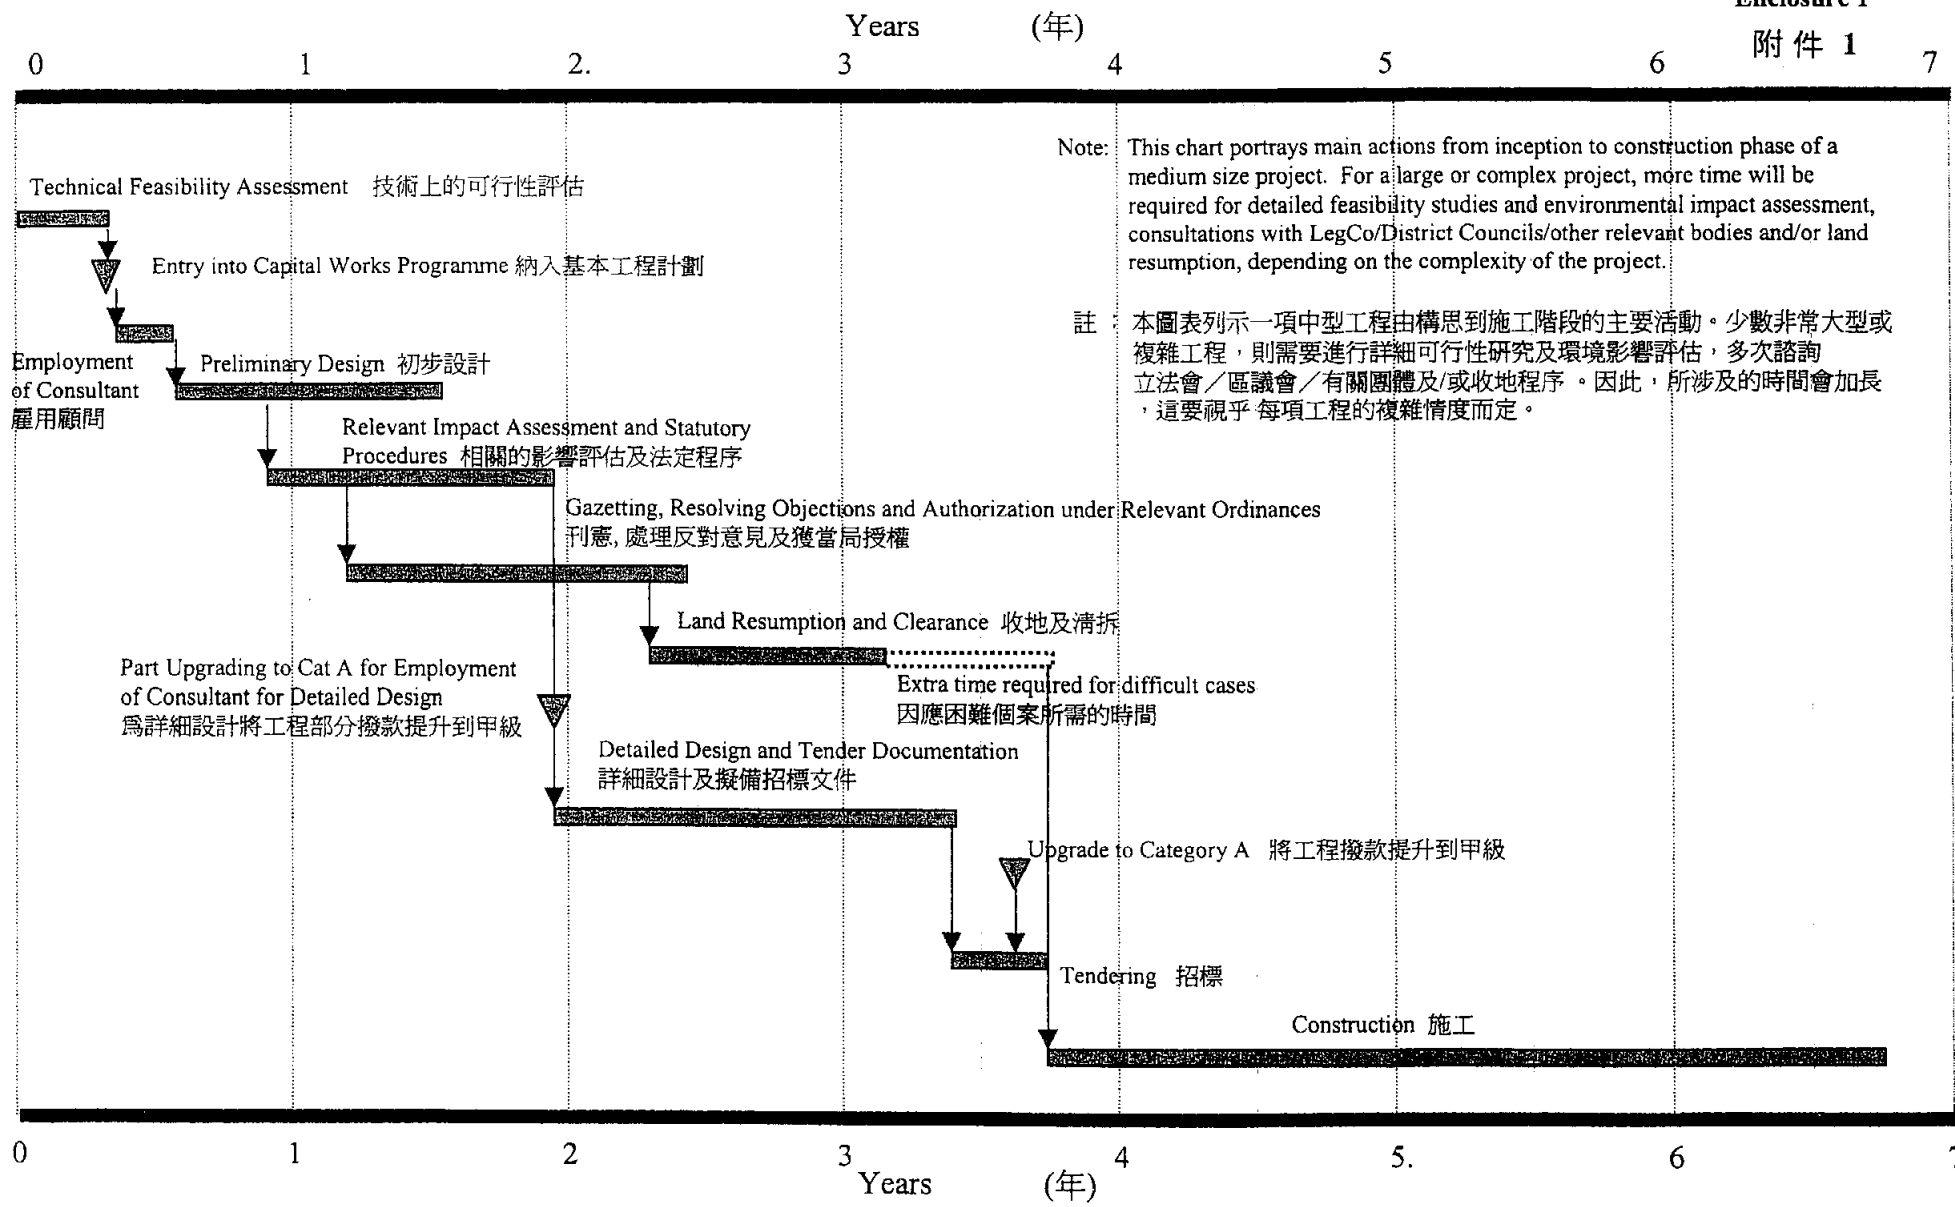 Enclosure 1
附件 1
Years (年)
0 1 2. 3 4 5 6 7
Note: This chart portrays main actions from inception to construction phase of a
medium size project. For a large or complex project, more time will be
required for detailed feasibility studies and environmental impact assessment,
consultations with LegCo/District Councils/other relevant bodies and/or land
resumption, depending on the complexity of the project.
註 : 本圖表列示一項中型工程由構思到施工階段的主要活動。少數非常大型或
複雜工程，則需要進行詳細可行性研究及環境影響評估，多次諮詢
立法會／區議會／有關團體及/或收地程序 。因此，所涉及的時間會加長
，這要視乎 每項工程的複雜情度而定。
Technical Feasibility Assessment 技術上的可行性評估
Entry into Capital Works Programme 納入基本工程計劃
Employment
of Consultant
雇用顧問
Preliminary Design 初步設計
Relevant Impact Assessment and Statutory
Procedures 相關的影響評估及法定程序
Gazetting, Resolving Objections and Authorization under Relevant Ordinances
刊憲, 處理反對意見及獲當局授權
Land Resumption and Clearance 收地及清拆
Extra time required for difficult cases
因應困難個案所需的時間
Part Upgrading to Cat A for Employment
of Consultant for Detailed Design
爲詳細設計將工程部分撥款提升到甲級
Detailed Design and Tender Documentation
詳細設計及擬備招標文件
Upgrade to Category A 將工程撥款提升到甲級
Tendering 招標
Construction 施工
0 1 2 3 4 5. 6 7
Years (年)